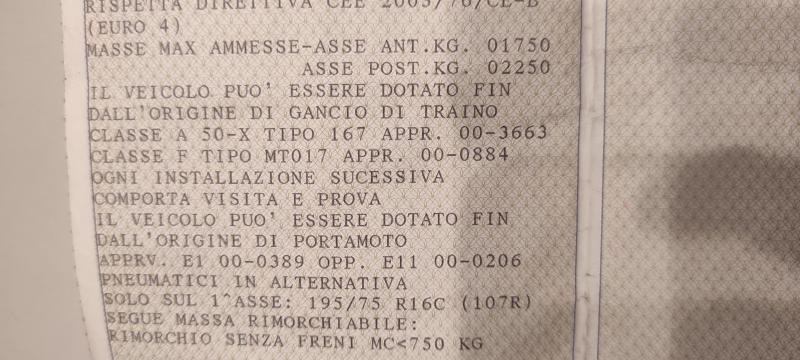 RISPETTA DIRETTIVA CEE 2005/78/CE-B
(EURO 4)
MASSE MAX AMMESSE-ASSE ANT.KG. 01750
ASSE POST.KG. 02250
IL VEICOLO PUO' ESSERE DOTATO FIN
DALL'ORIGINE DI GANCIO DI TRAINO
CLASSE A 50-X TIPO 167 APPR. 00-3663
CLASSE F TIPO MT017 APPR. 00-0884
OGNI INSTALLAZIONE SUCESSIVA
COMPORTA VISITA E PROVA
IL VEICOLO PUO' ESSERE DOTATO FIN
DALL'ORIGINE DI PORTAMOTO
APPRV. E1 00-0389 OPP. E11 00-0206
PNEUMATICI IN ALTERNATIVA
SOLO SUL 1^ASSE: 195/75 R16C (107R)
SEGUE MASSA RIMORCHIABILE:
RIMORCHIO SENZA FRENI MC<750 KG